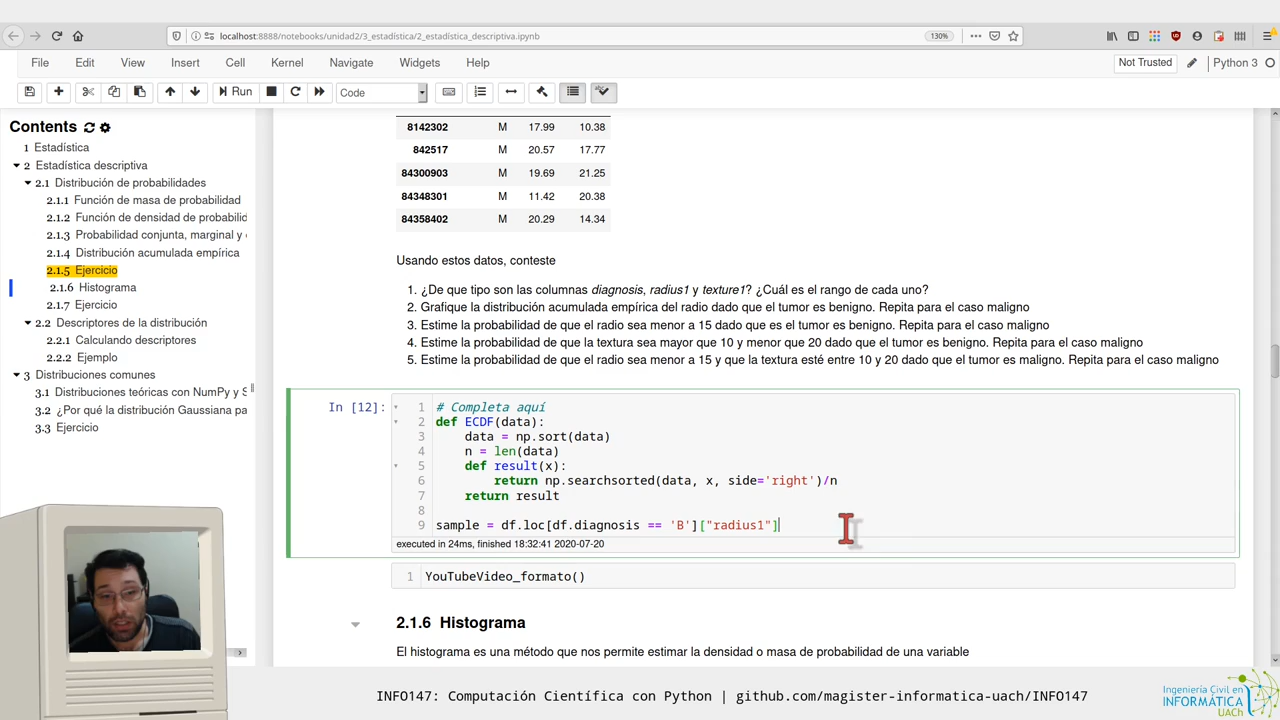 localhost:8888/notebooks/unidad2/3_estadística/2_estadística_descriptiva.ipynb
130%
File Edit View Insert Cell Kernel Navigate Widgets Help
Not Trusted
Python 3
Run
Code
Contents
1 Estadística
2 Estadística descriptiva
2.1 Distribución de probabilidades
2.1.1 Función de masa de probabilidad
2.1.2 Función de densidad de probabilid
2.1.3 Probabilidad conjunta, marginal y
2.1.4 Distribución acumulada empírica
2.1.5 Ejercicio
2.1.6 Histograma
2.1.7 Ejercicio
2.2 Descriptores de la distribución
2.2.1 Calculando descriptores
2.2.2 Ejemplo
3 Distribuciones comunes
3.1 Distribuciones teóricas con NumPy y S
3.2 ¿Por qué la distribución Gaussiana pa
3.3 Ejercicio
8142302 M 17.99 10.38
842517 M 20.57 17.77
84300903 M 19.69 21.25
84348301 M 11.42 20.38
84358402 M 20.29 14.34
Usando estos datos, conteste
1. ¿De que tipo son las columnas diagnosis, radius1 y texture1? ¿Cuál es el rango de cada uno?
2. Grafique la distribución acumulada empírica del radio dado que el tumor es benigno. Repita para el caso maligno
3. Estime la probabilidad de que el radio sea menor a 15 dado que es el tumor es benigno. Repita para el caso maligno
4. Estime la probabilidad de que la textura sea mayor que 10 y menor que 20 dado que el tumor es benigno. Repita para el caso maligno
5. Estime la probabilidad de que el radio sea menor a 15 y que la textura esté entre 10 y 20 dado que el tumor es maligno. Repita para el caso maligno
In [12]:
1 # Completa aquí
2 def ECDF(data):
3 data = np.sort(data)
4 n = len(data)
5 def result(x):
6 return np.searchsorted(data, x, side='right')/n
7 return result
8
9 sample = df.loc[df.diagnosis == 'B']["radius1"]
executed in 24ms, finished 18:32:41 2020-07-20
1 YouTubeVideo_formato()
2.1.6 Histograma
El histograma es una método que nos permite estimar la densidad o masa de probabilidad de una variable
INFO147: Computación Científica con Python | github.com/magister-informatica-uach/INFO147
Ingeniería Civil en
INFORMÁTICA
UACh